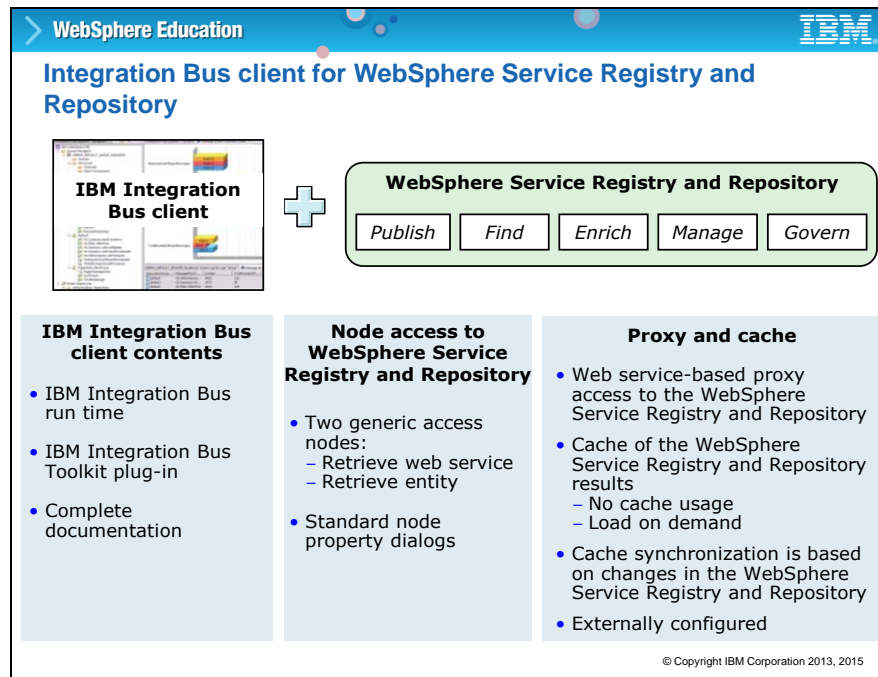 WebSphere Education
IBM
Integration Bus client for WebSphere Service Registry and
Repository
IBM Integration
Bus client
WebSphere Service Registry and Repository
Publish
Find
Enrich
Manage
Govern
IBM Integration Bus
client contents
• IBM Integration Bus
run time
• IBM Integration Bus
Toolkit plug-in
• Complete
documentation
Node access to
WebSphere Service
Registry and Repository
• Two generic access
nodes:
– Retrieve web service
– Retrieve entity
• Standard node
property dialogs
Proxy and cache
• Web service-based proxy
access to the WebSphere
Service Registry and Repository
• Cache of the WebSphere
Service Registry and Repository
results
– No cache usage
– Load on demand
• Cache synchronization is based
on changes in the WebSphere
Service Registry and Repository
• Externally configured
© Copyright IBM Corporation 2013, 2015